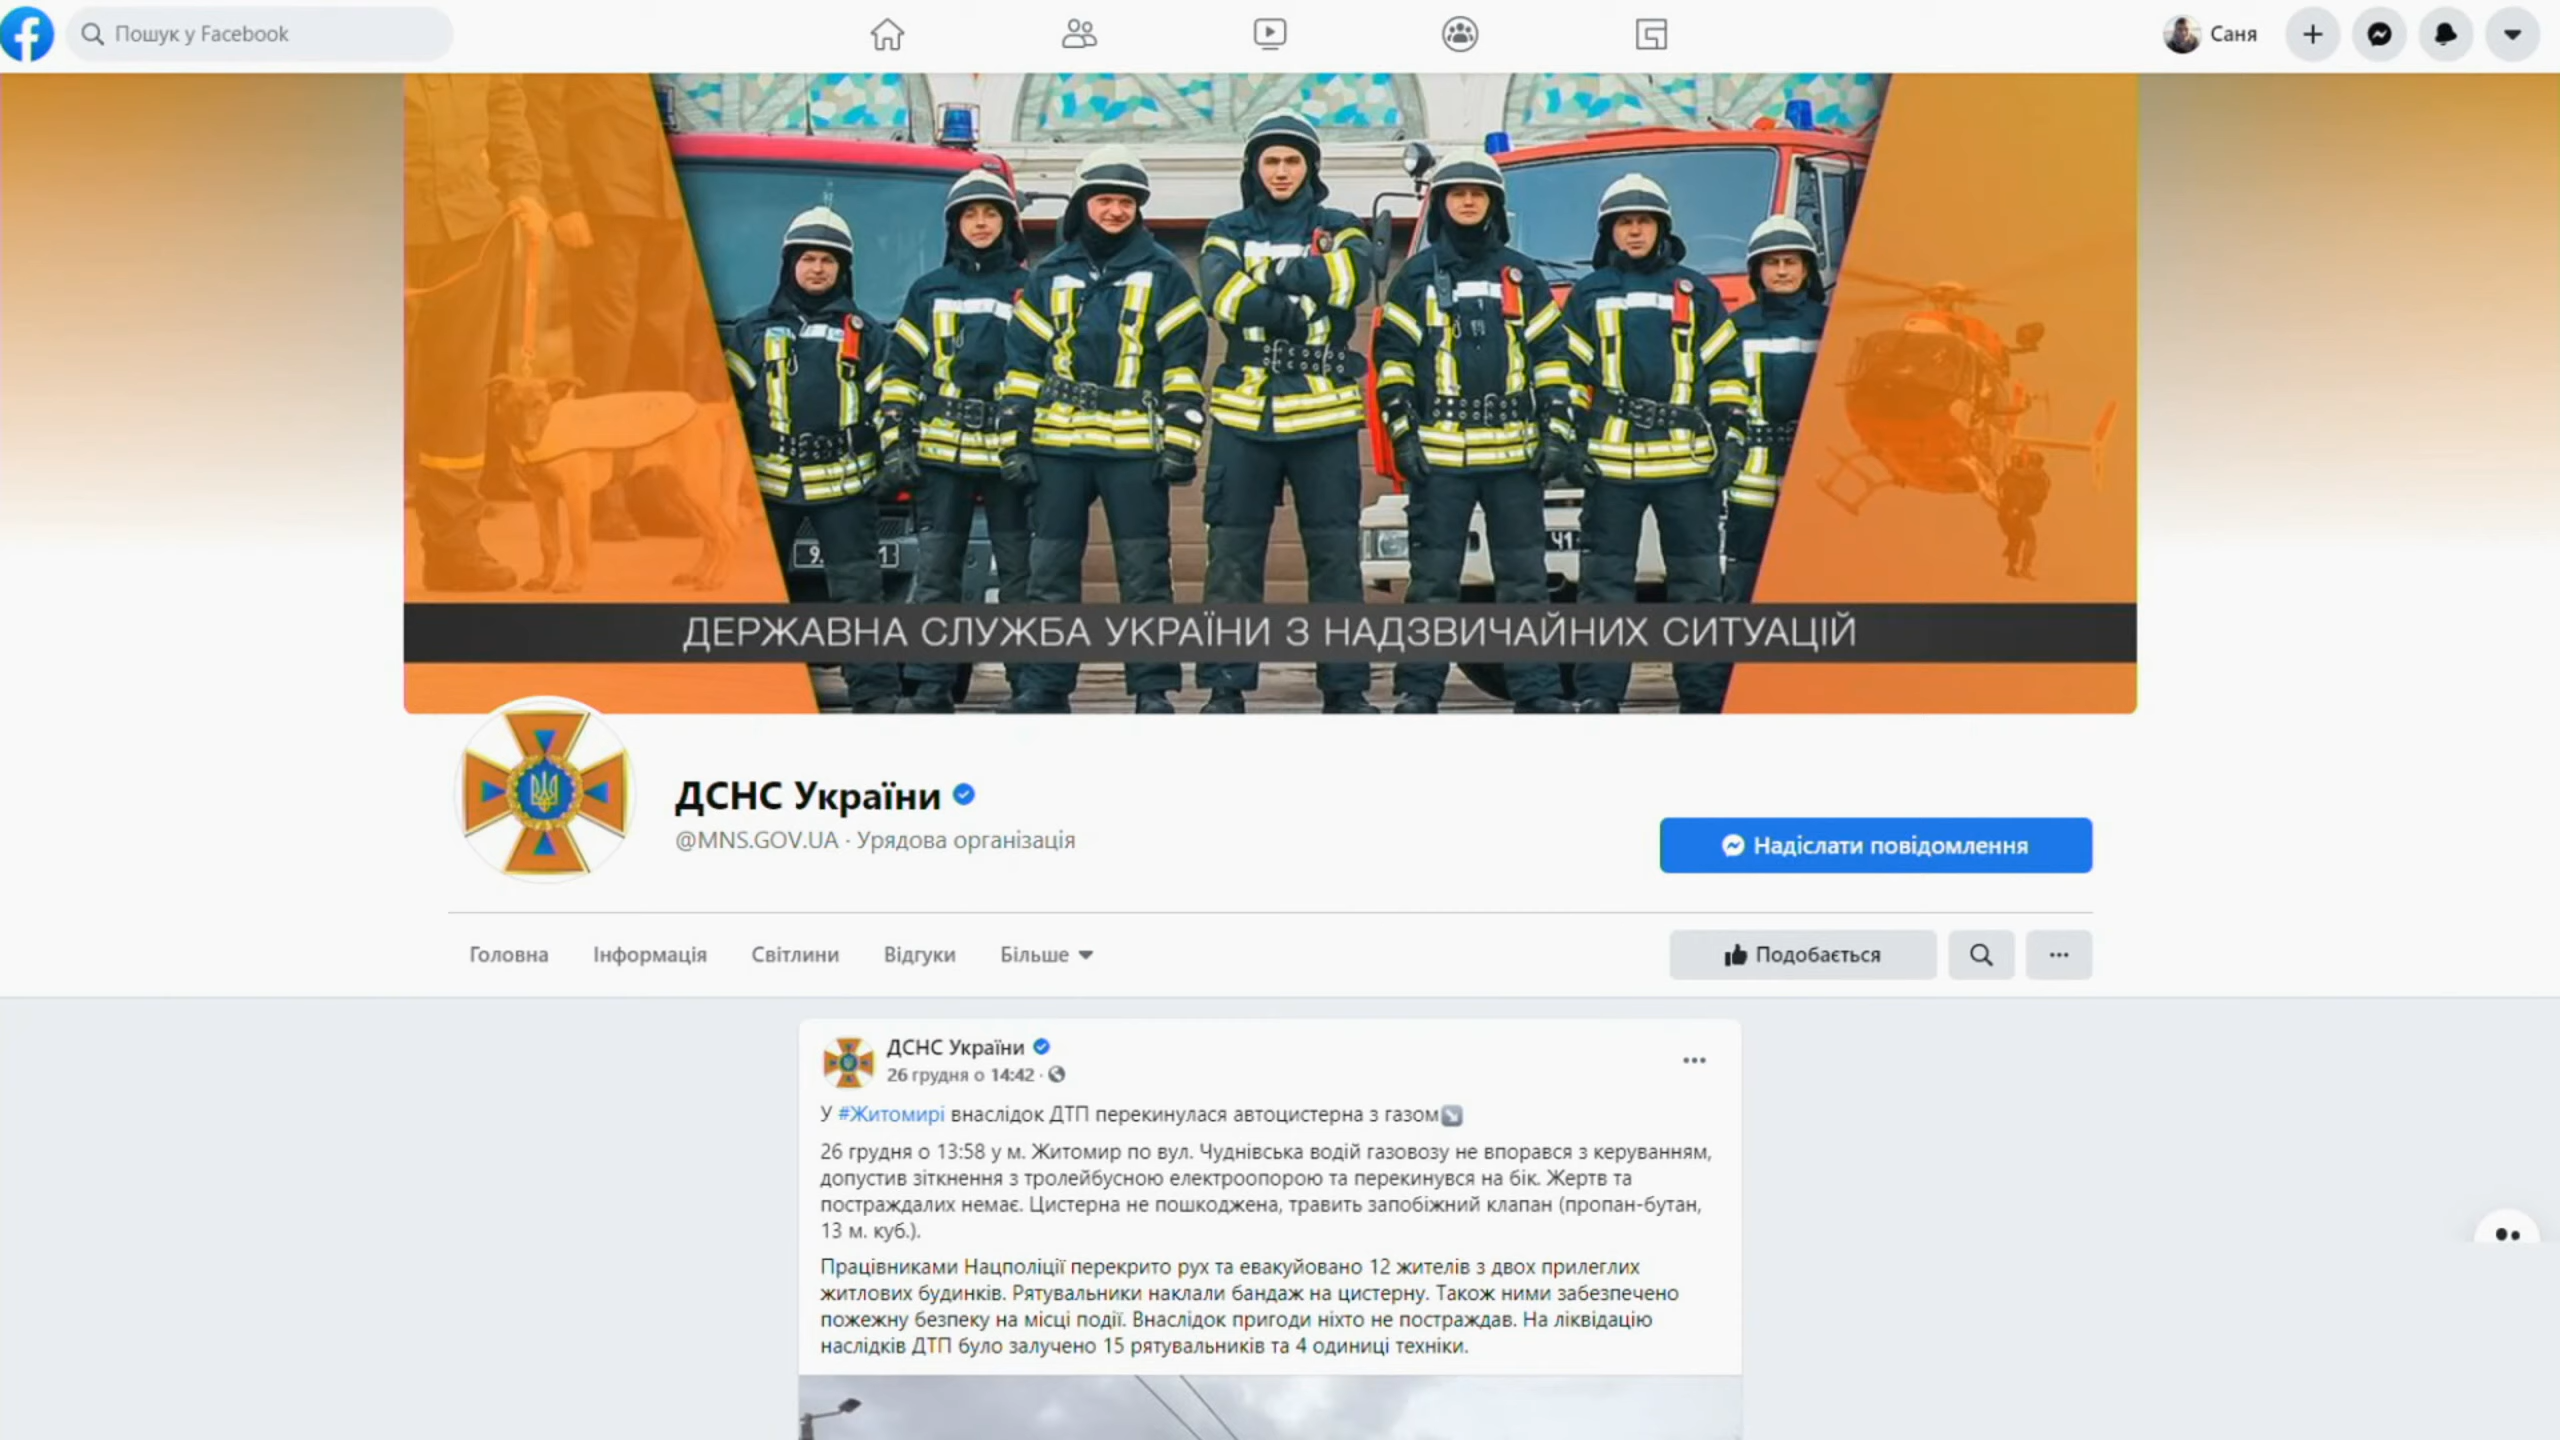 Пошук у Facebook
Саня
ДЕРЖАВНА СЛУЖБА УКРАЇНИ З НАДЗВИЧАЙНИХ СИТУАЦІЙ
ДСНС України
@MNS.GOV.UA · Урядова організація
Надіслати повідомлення
Головна
Інформація
Світлини
Відгуки
Більше
Подобається
ДСНС України
26 грудня о 14:42 ·
У #Житомирі внаслідок ДТП перекинулася автоцистерна з газом
26 грудня о 13:58 у м. Житомир по вул. Чуднівська водій газовозу не впорався з керуванням,
допустив зіткнення з тролейбусною електроопорою та перекинувся на бік. Жертв та
постраждалих немає. Цистерна не пошкоджена, травить запобіжний клапан (пропан-бутан,
13 м. куб.).
Працівниками Нацполіції перекрито рух та евакуйовано 12 жителів з двох прилеглих
житлових будинків. Рятувальники наклали бандаж на цистерну. Також ними забезпечено
пожежну безпеку на місці події. Внаслідок пригоди ніхто не постраждав. На ліквідацію
наслідків ДТП було залучено 15 рятувальників та 4 одиниці техніки.